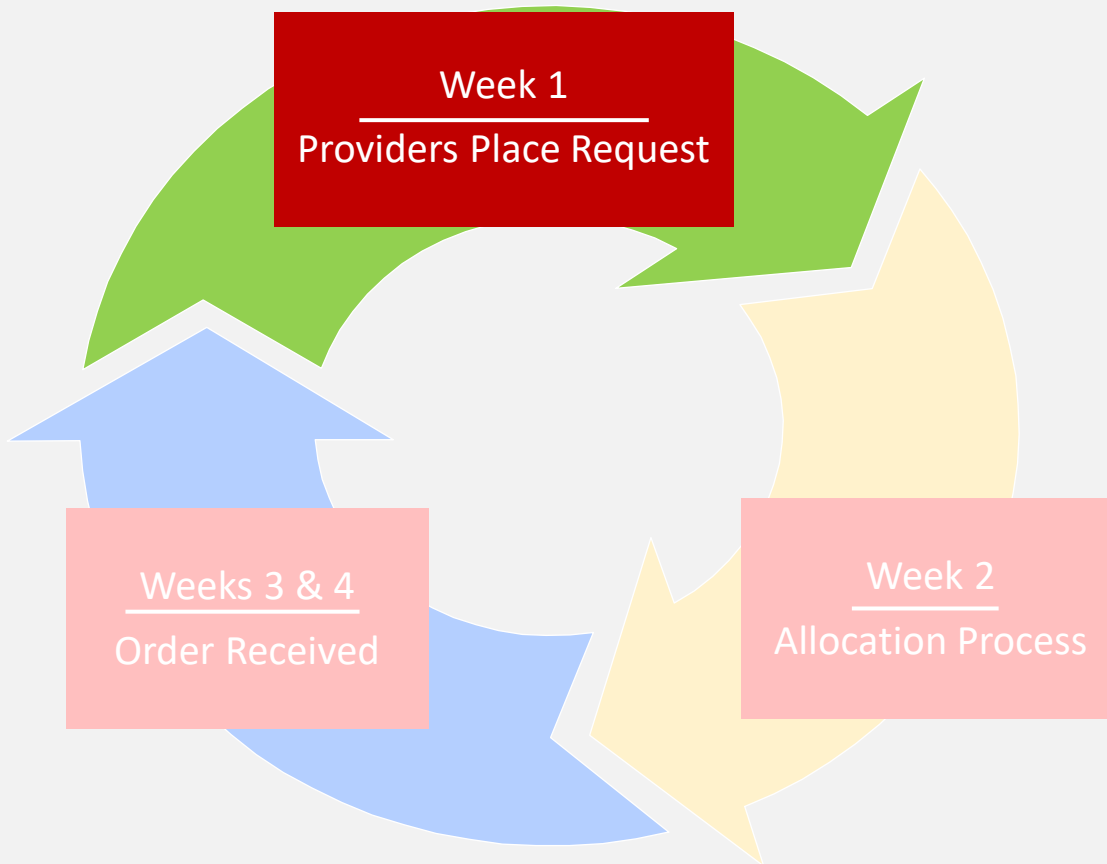 Week 1
Providers Place Request
Week 2
Allocation Process
Weeks 3 & 4
Order Received